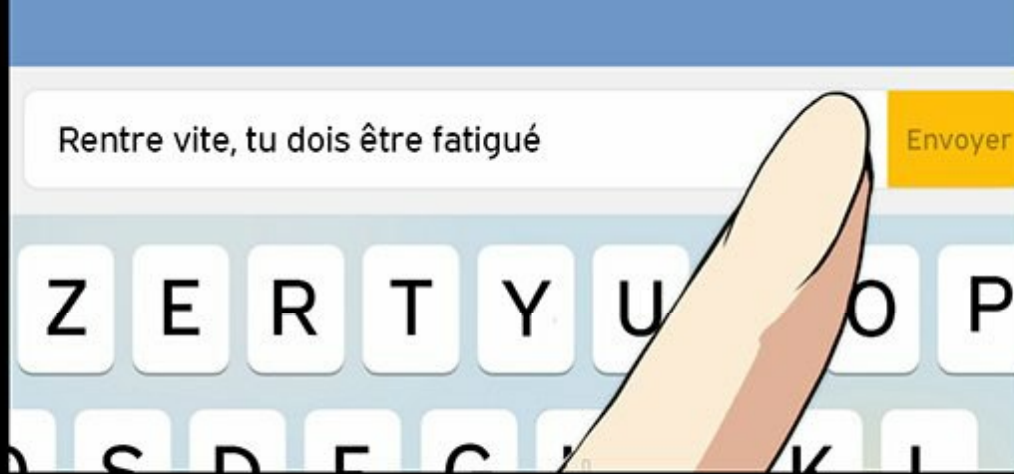 Rentre vite, tu dois être fatigué
Envoyer
Z E R T Y U O P
S D F G K L